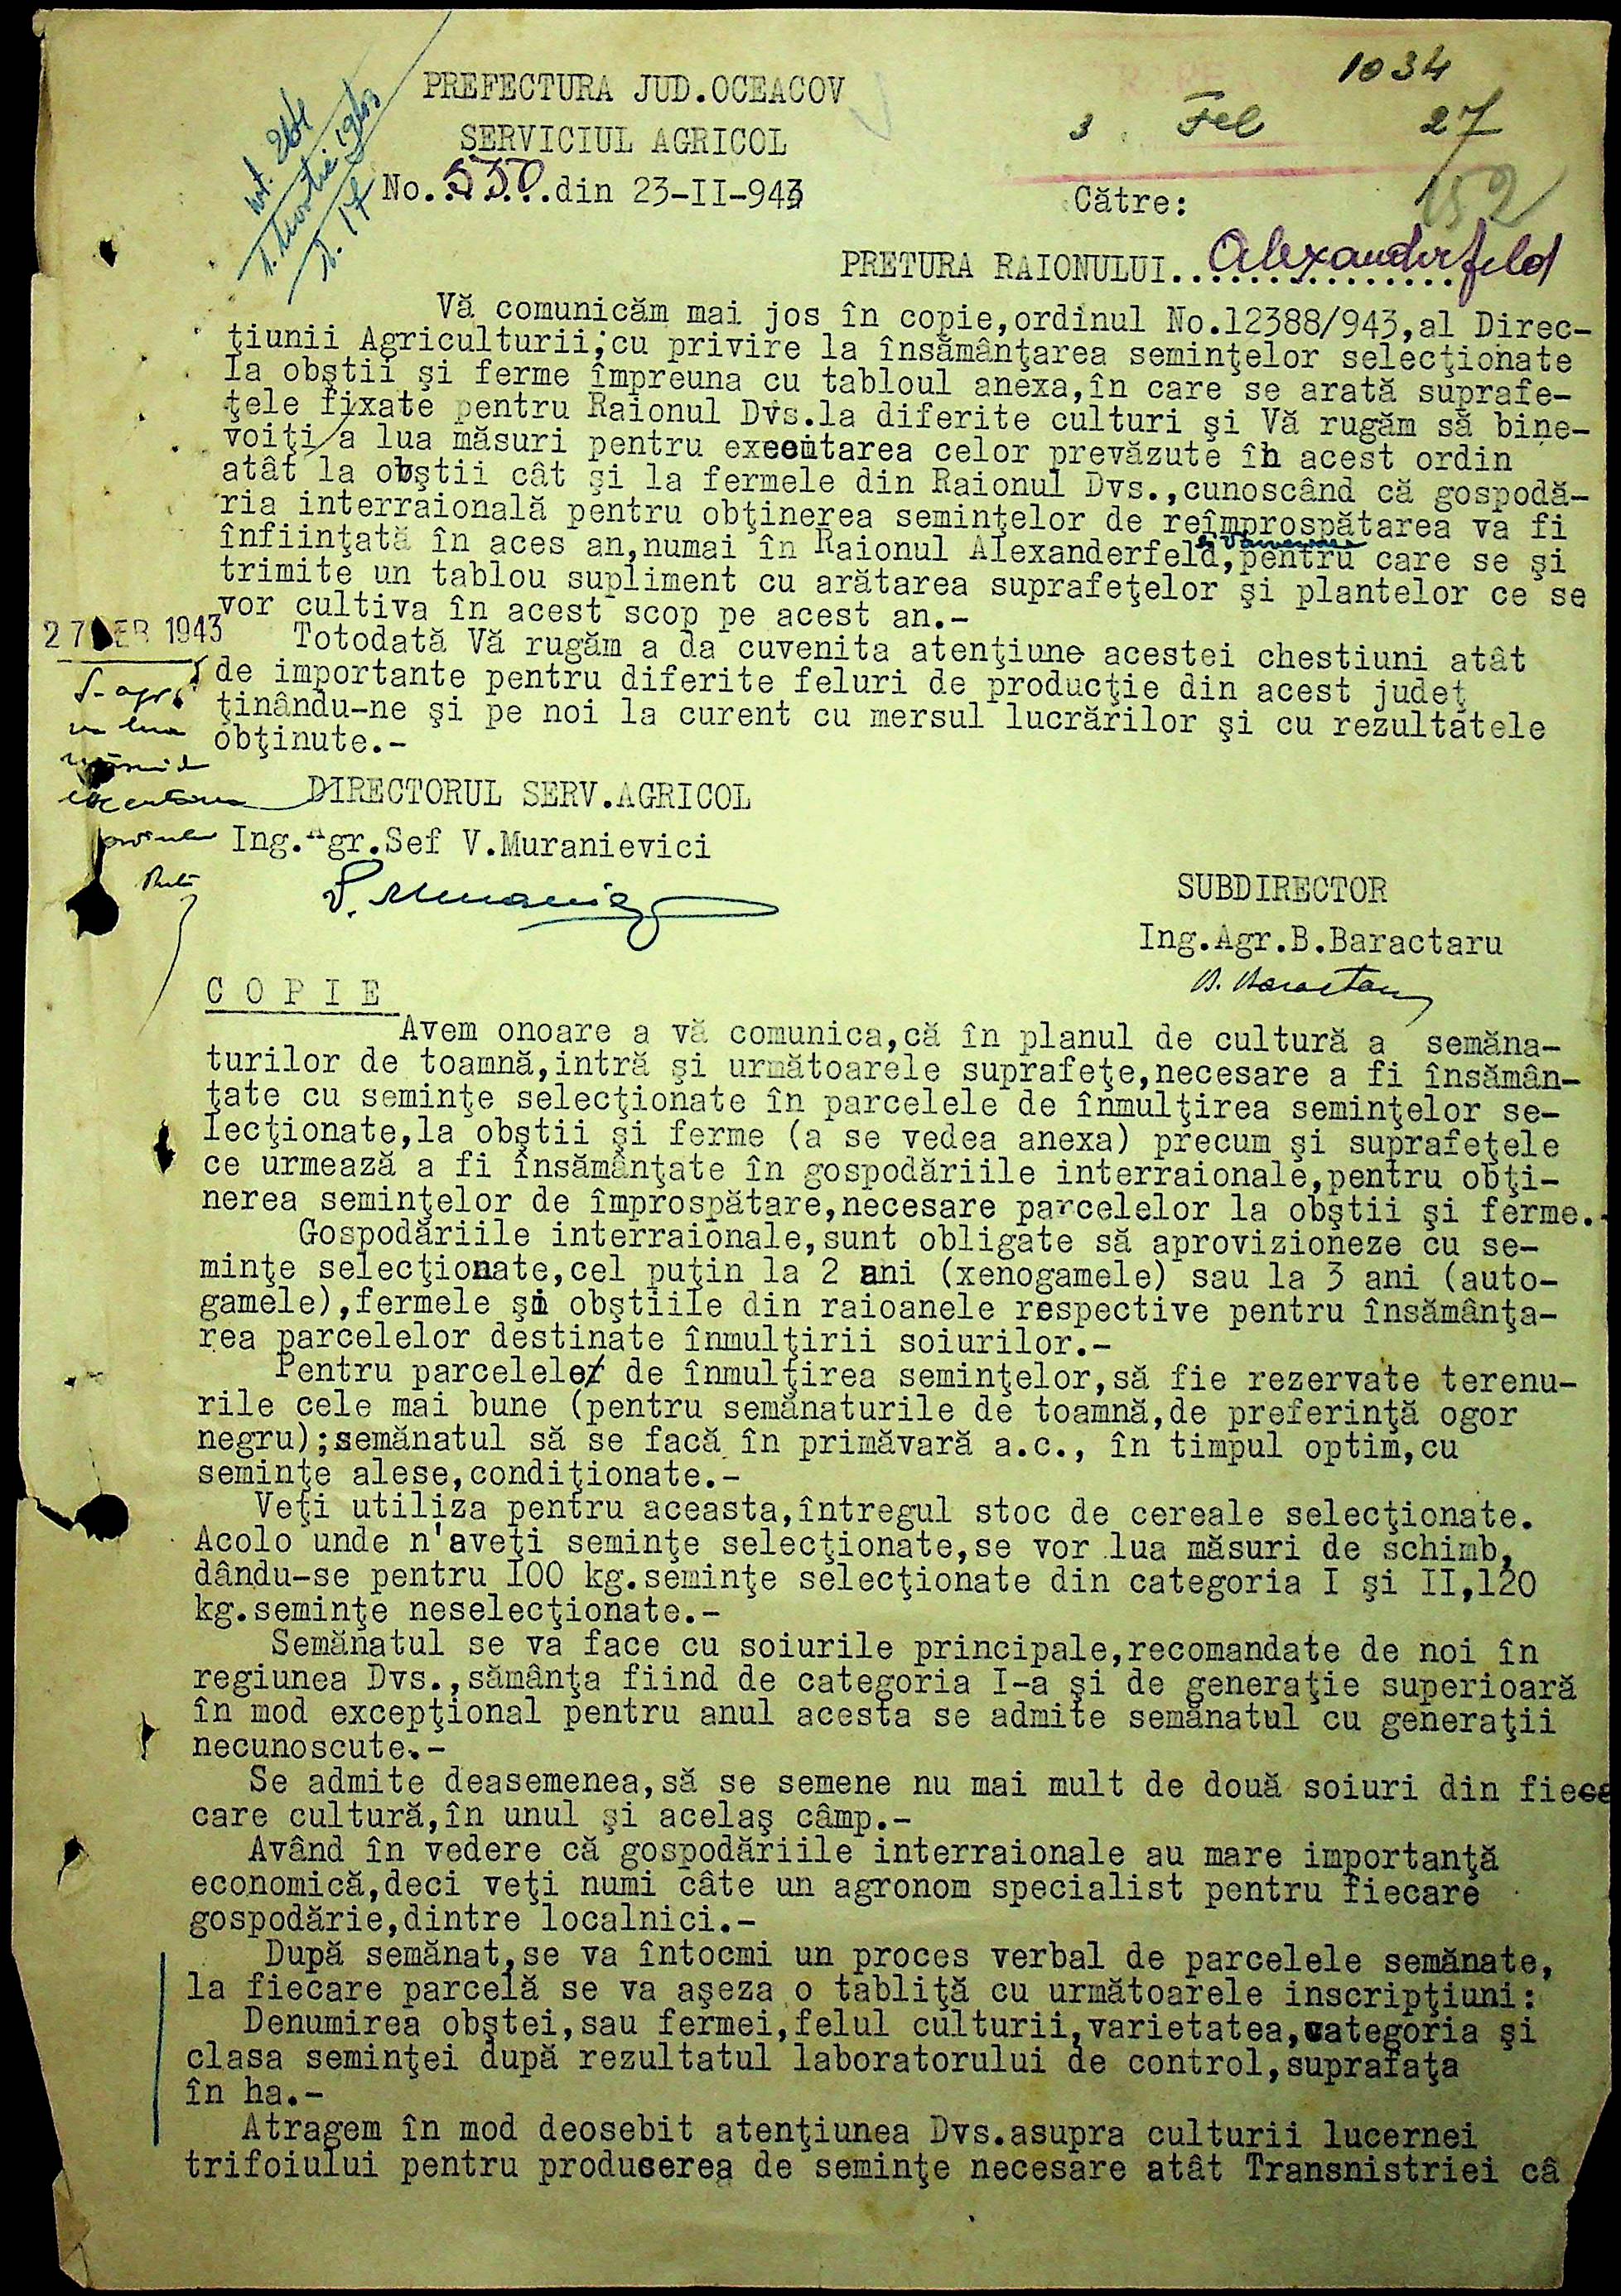 1034
PREFECTURA JUD.OCEACOV
3 Feb 27
SERVICIUL AGRICOL
152
No.550.din 23-II-943
Către:
PRETURA RAIONULUI..Alexanderfeld
Vă comunicăm mai jos în copie,ordinul No.12388/943,al Direc-
ţiunii Agriculturii;cu privire la însămânţarea seminţelor selecţionate
la obştii şi ferme împreuna cu tabloul anexa,în care se arată suprafe-
ţele fixate pentru Raionul Dvs.la diferite culturi şi Vă rugăm să bine-
voiţi/a lua măsuri pentru executarea celor prevăzute în acest ordin
atât la obştii cât şi la fermele din Raionul Dvs.,cunoscând că gospodă-
ria interraională pentru obţinerea seminţelor de reîmprospătarea va fi
înfiinţată în aces an,numai în Raionul Alexanderfeld,pentru care se şi
trimite un tablou supliment cu arătarea suprafeţelor şi plantelor ce se
vor cultiva în acest scop pe acest an.-
27 FEB 1943
Totodată Vă rugăm a da cuvenita atenţiune acestei chestiuni atât
de importante pentru diferite feluri de producţie din acest judeţ
ţinându-ne şi pe noi la curent cu mersul lucrărilor şi cu rezultatele
obţinute.-
va lua
DIRECTORUL SERV.AGRICOL
Ing.Agr.Sef V.Muranievici
SUBDIRECTOR
Ing.Agr.B.Baractaru
B. Baractaru
C O P I E
Avem onoare a vă comunica,că în planul de cultură a semăna-
turilor de toamnă,intră şi următoarele suprafeţe,necesare a fi însămân-
ţate cu seminţe selecţionate în parcelele de înmulţirea seminţelor se-
lecţionate,la obştii şi ferme (a se vedea anexa) precum şi suprafeţele
ce urmează a fi însămânţate în gospodăriile interraionale,pentru obţi-
nerea seminţelor de împrospătare,necesare parcelelor la obştii şi ferme.-
Gospodăriile interraionale,sunt obligate să aprovizioneze cu se-
minţe selecţionate,cel puţin la 2 ani (xenogamele) sau la 3 ani (auto-
gamele),fermele şi obştiile din raioanele respective pentru însămânţa-
rea parcelelor destinate înmulţirii soiurilor.-
Pentru parcelele de înmulţirea seminţelor,să fie rezervate terenu-
rile cele mai bune (pentru semănaturile de toamnă,de preferinţă ogor
negru);semănatul să se facă în primăvară a.c., în timpul optim,cu
seminţe alese,condiţionate.-
Veţi utiliza pentru aceasta,întregul stoc de cereale selecţionate.
Acolo unde n'aveţi seminţe selecţionate,se vor lua măsuri de schimb,
dându-se pentru 100 kg.seminţe selecţionate din categoria I şi II,120
kg.seminţe neselecţionate.-
Semănatul se va face cu soiurile principale,recomandate de noi în
regiunea Dvs.,sămânţa fiind de categoria I-a şi de generaţie superioară
în mod excepţional pentru anul acesta se admite semănatul cu generaţii
necunoscute.-
Se admite deasemenea,să se semene nu mai mult de două soiuri din fiece
care cultură,în unul şi acelaş câmp.-
Având în vedere că gospodăriile interraionale au mare importanţă
economică,deci veţi numi câte un agronom specialist pentru fiecare
gospodărie,dintre localnici.-
După semănat,se va întocmi un proces verbal de parcelele semănate,
la fiecare parcelă se va aşeza o tabliţă cu următoarele inscripţiuni:
Denumirea obştei,sau fermei,felul culturii,varietatea,categoria şi
clasa seminţei după rezultatul laboratorului de control,suprafaţa
în ha.-
Atragem în mod deosebit atenţiunea Dvs.asupra culturii lucernei
trifoiului pentru producerea de seminţe necesare atât Transnistriei câ